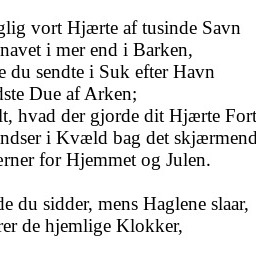 glig vort Hjærte af tusinde Savn
navet i mer end i Barken,
e du sendte i Suk efter Havn
dste Due af Arken;
lt, hvad der gjorde dit Hjærte Fort
ndser i Kvæld bag det skjærmend
ærner for Hjemmet og Julen.

de du sidder, mens Haglene slaar,
rer de hjemlige Klokker,